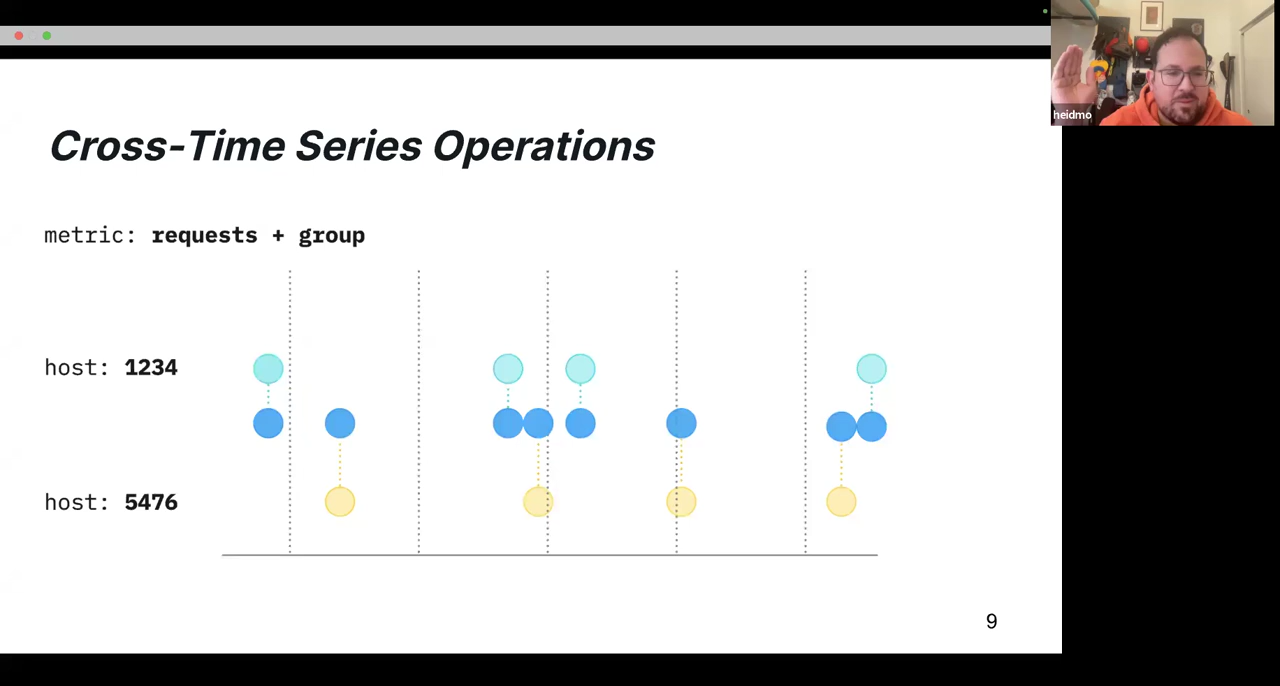 heidmo
Cross-Time Series Operations
metric: requests + group
host: 1234
host: 5476
9